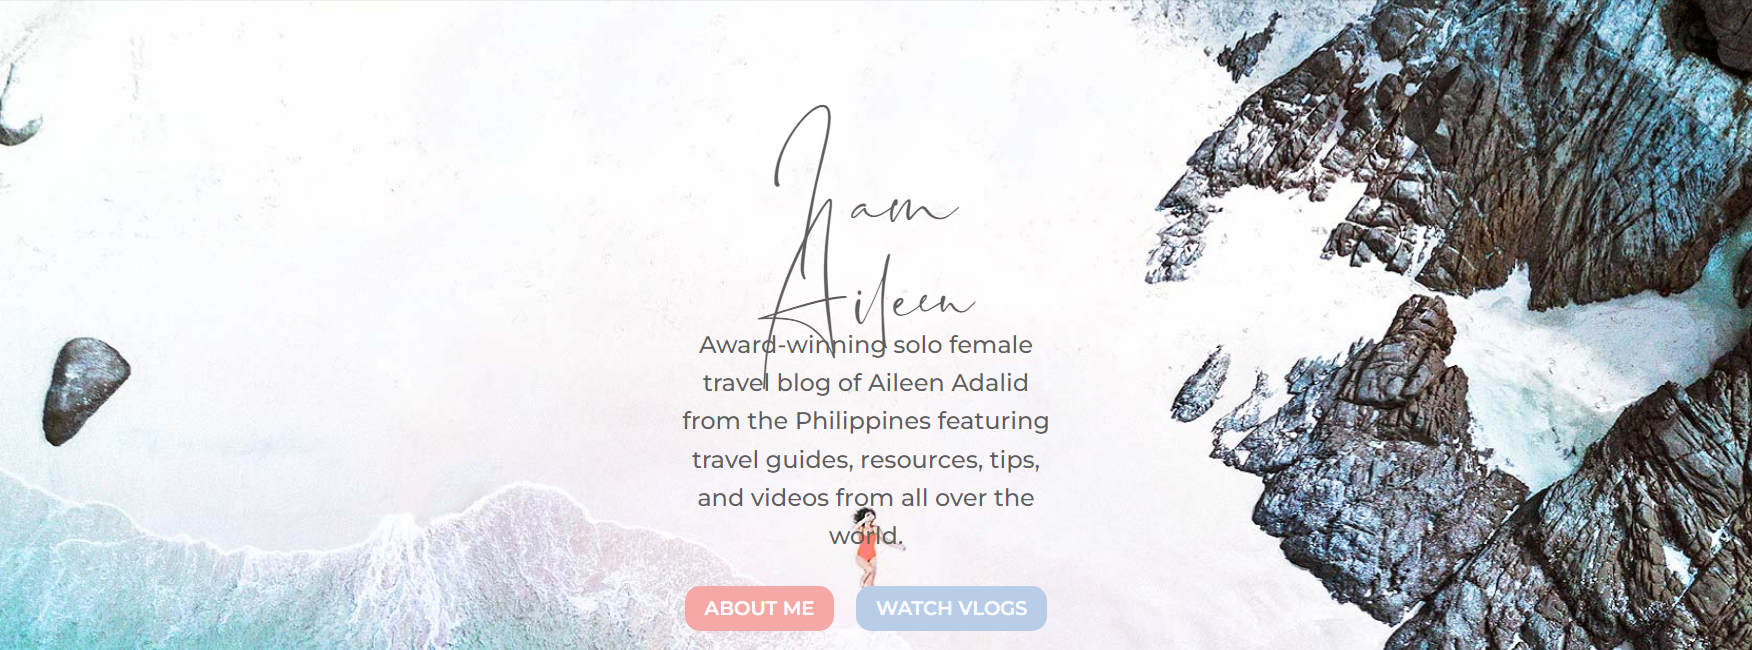 I am
Aileen
Award-winning solo female
travel blog of Aileen Adalid
from the Philippines featuring
travel guides, resources, tips,
and videos from all over the
world.
ABOUT ME
WATCH VLOGS